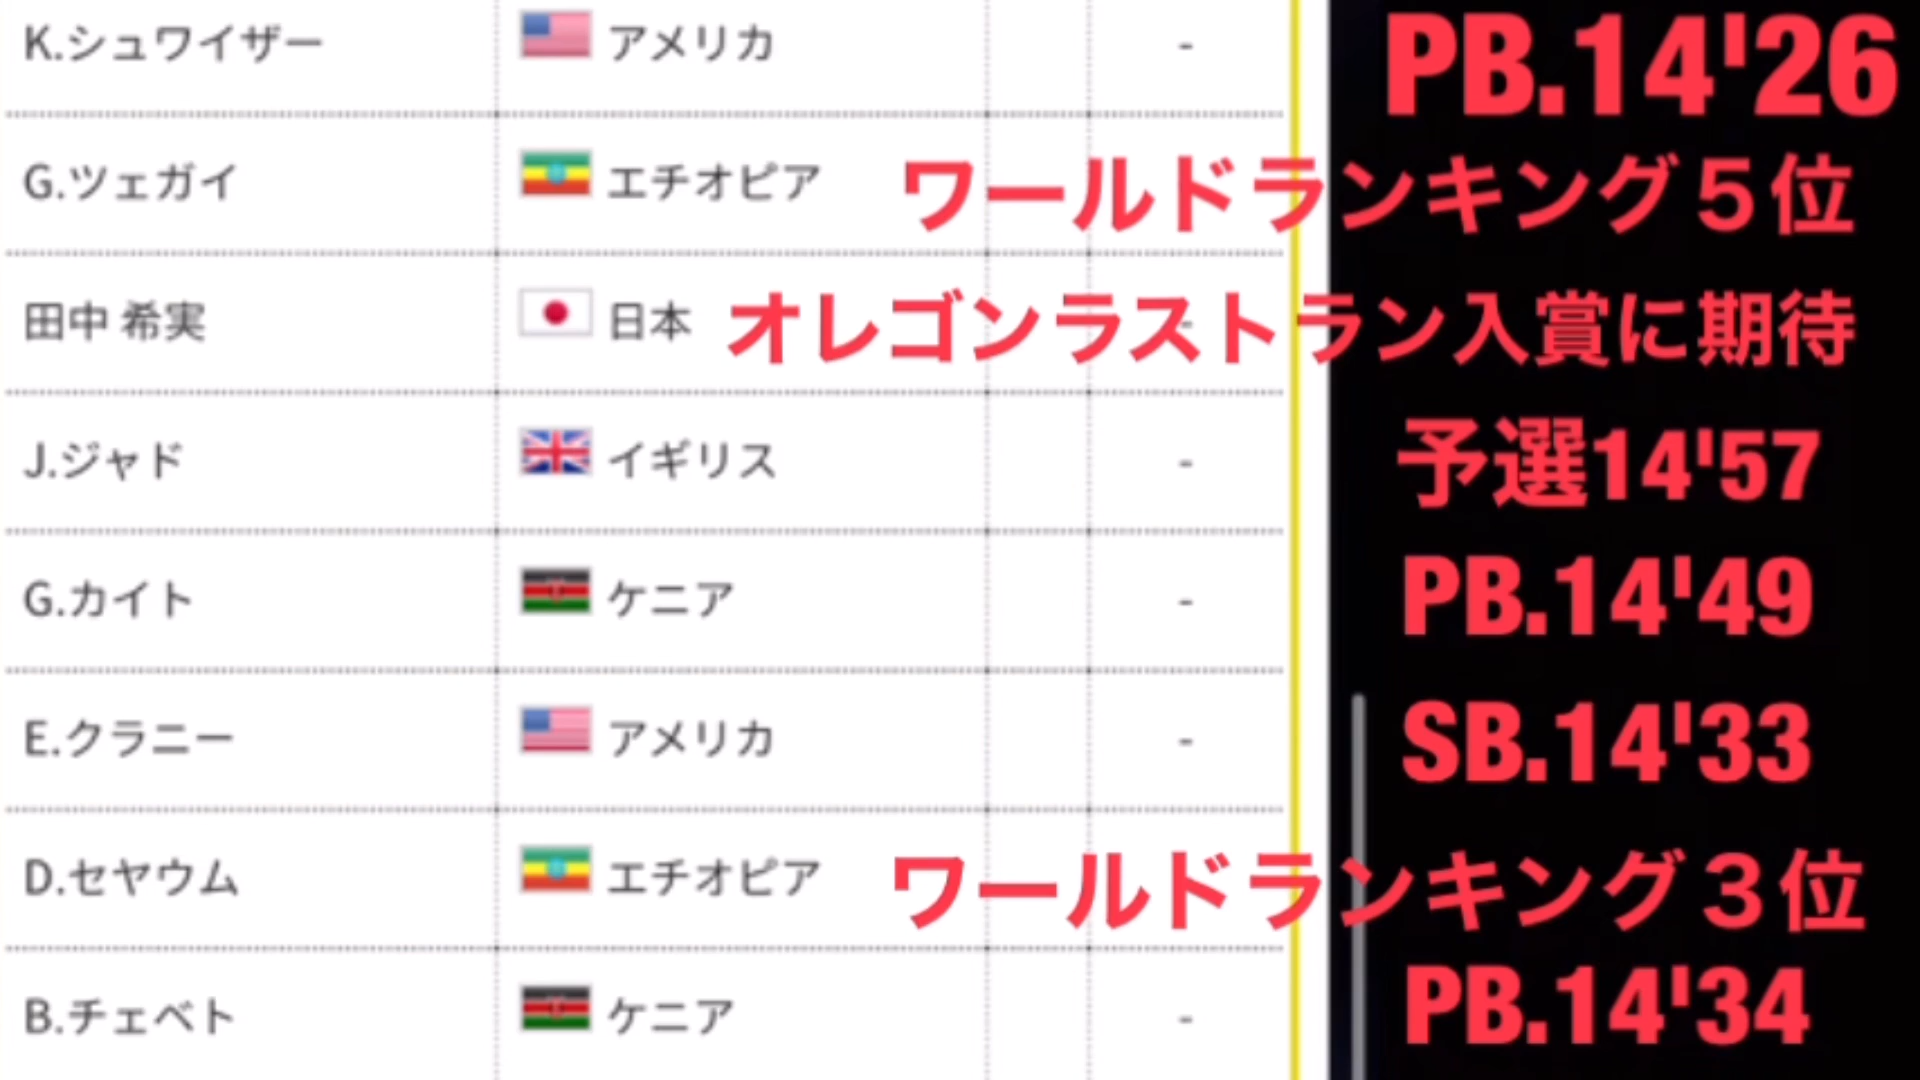 K.シュワイザー アメリカ - PB.14'26
G.ツェガイ エチオピア ワールドランキング５位
田中 希実 日本 オレゴンラストラン入賞に期待
J.ジャド イギリス - 予選14'57
G.カイト ケニア - PB.14'49
E.クラニー アメリカ - SB.14'33
D.セヤウム エチオピア ワールドランキング３位
B.チェベト ケニア - PB.14'34